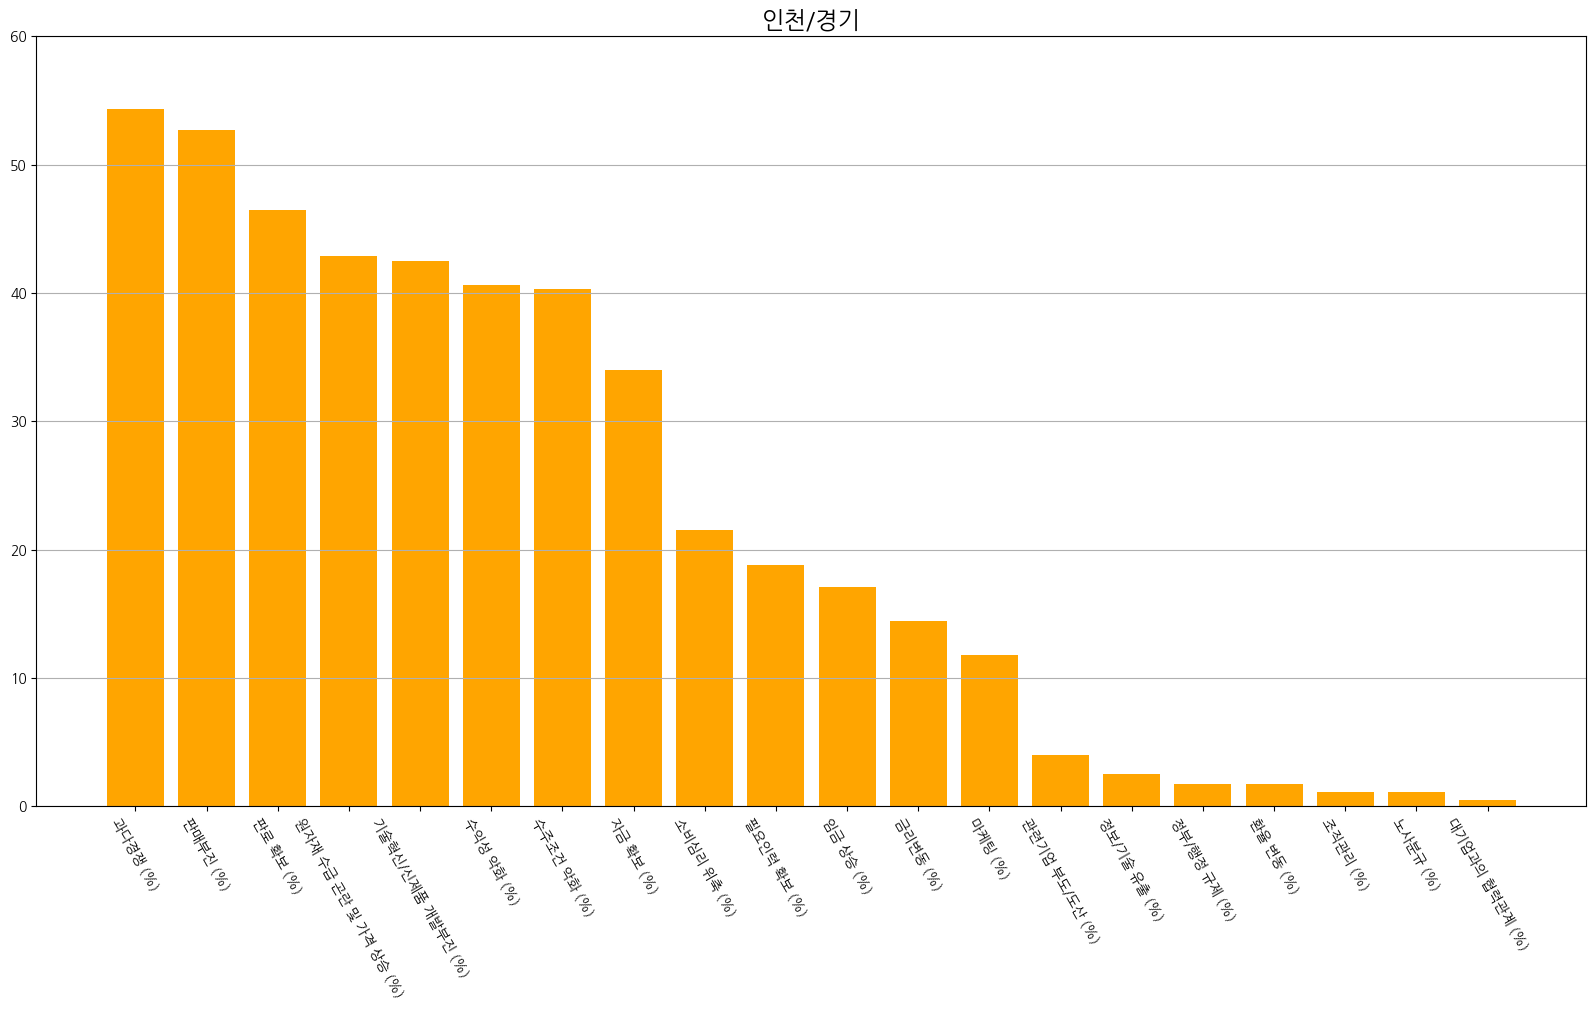 인천/경기
60
50
40
30
20
10
0
과다경쟁 (%)
판매부진 (%)
판로 확보 (%)
원자재 수급 곤란 및 가격 상승 (%)
기술혁신/신제품 개발부진 (%)
수익성 악화 (%)
수주조건 악화 (%)
자금 확보 (%)
소비심리 위축 (%)
필요인력 확보 (%)
임금 상승 (%)
금리변동 (%)
마케팅 (%)
관련기업 부도/도산 (%)
정보/기술 유출 (%)
정부/행정 규제 (%)
환율 변동 (%)
조직관리 (%)
노사분규 (%)
대기업과의 협력관계 (%)